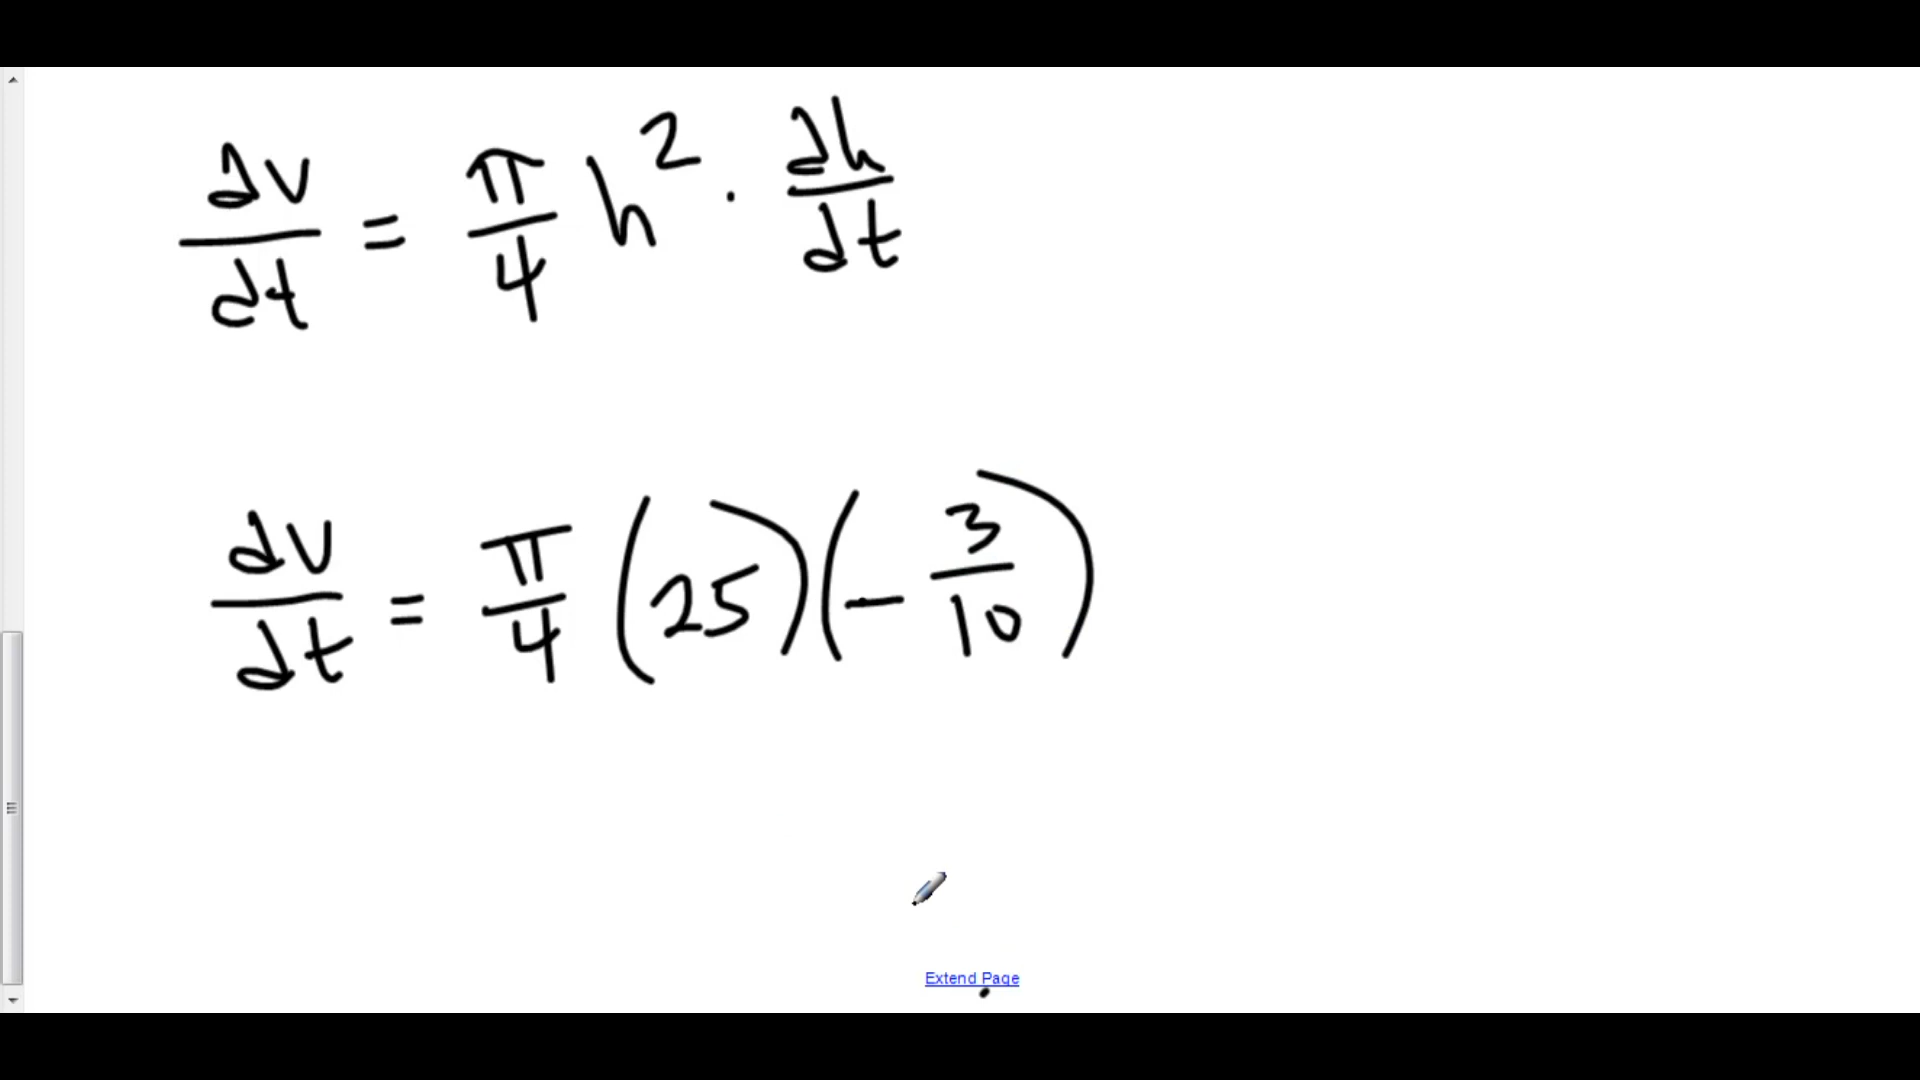 dv/dt = π/4 h² · dh/dt
dv/dt = π/4 (25)(- 3/10)
Extend Page